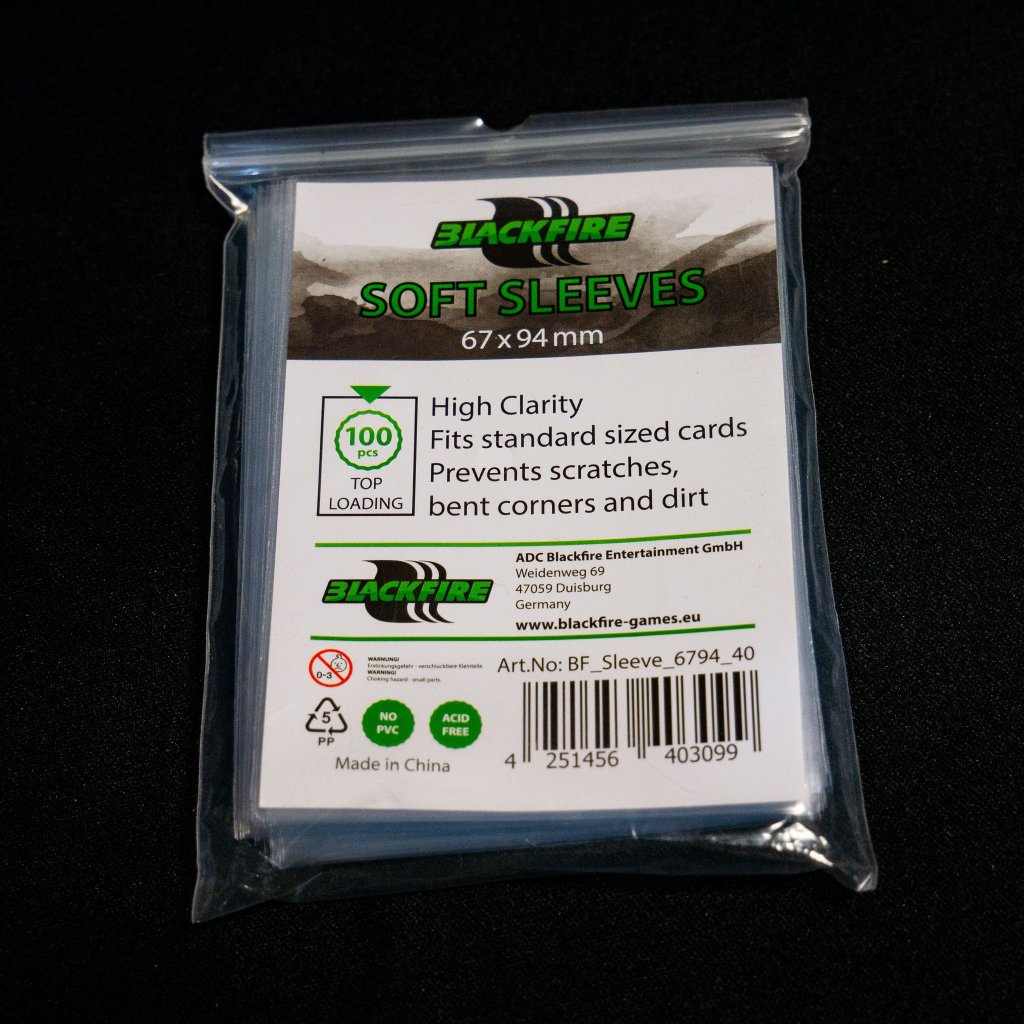 BLACKFIRE
SOFT SLEEVES
67 x 94 mm
100
pcs
TOP
LOADING
High Clarity
Fits standard sized cards
Prevents scratches,
bent corners and dirt
BLACKFIRE
ADC Blackfire Entertainment GmbH
Weidenweg 69
47059 Duisburg
Germany
www.blackfire-games.eu
0-3
WARNUNG!
Erstickungsgefahr - verschluckbare Kleinteile.
WARNING!
Choking hazard - small parts.
Art.No: BF_Sleeve_6794_40
5
PP
NO
PVC
ACID
FREE
Made in China
4 251456 403099